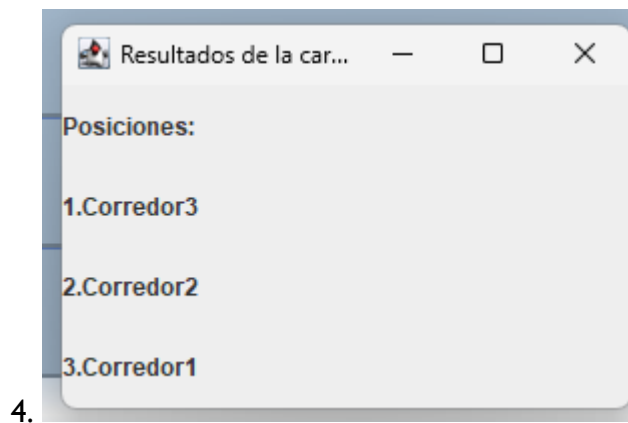 Resultados de la car...
Posiciones:
1.Corredor3
2.Corredor2
3.Corredor1
4.